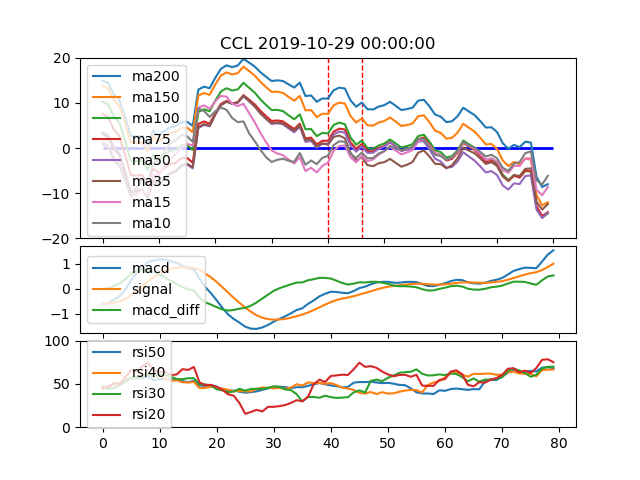 CCL 2019-10-29 00:00:00
20
10
0
−10
−20
ma200
ma150
ma100
ma75
ma50
ma35
ma15
ma10
1
0
−1
macd
signal
macd_diff
100
50
0
rsi50
rsi40
rsi30
rsi20
0 10 20 30 40 50 60 70 80